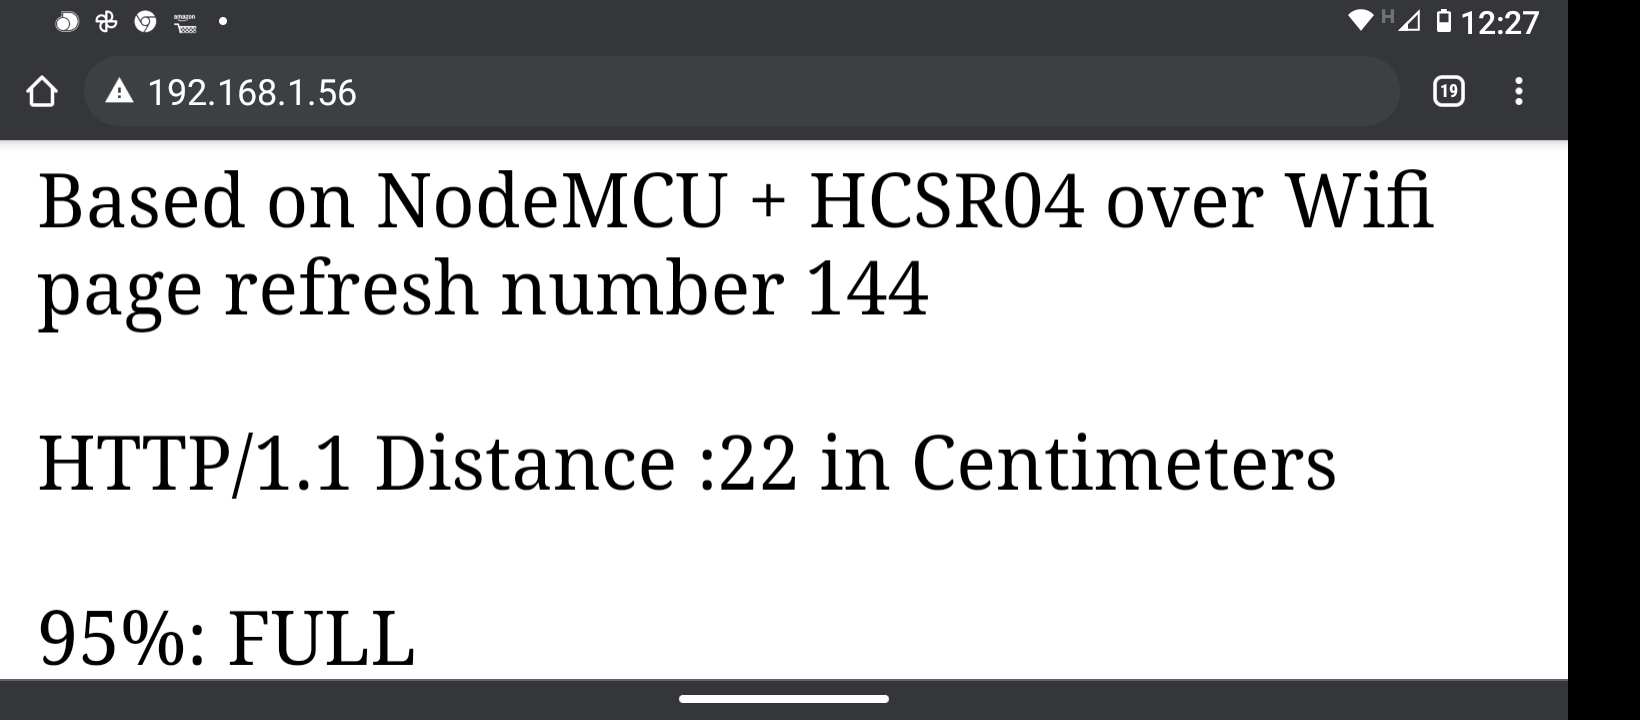 amazon
H
12:27
192.168.1.56
19
Based on NodeMCU + HCSR04 over Wifi
page refresh number 144
HTTP/1.1 Distance :22 in Centimeters
95%: FULL